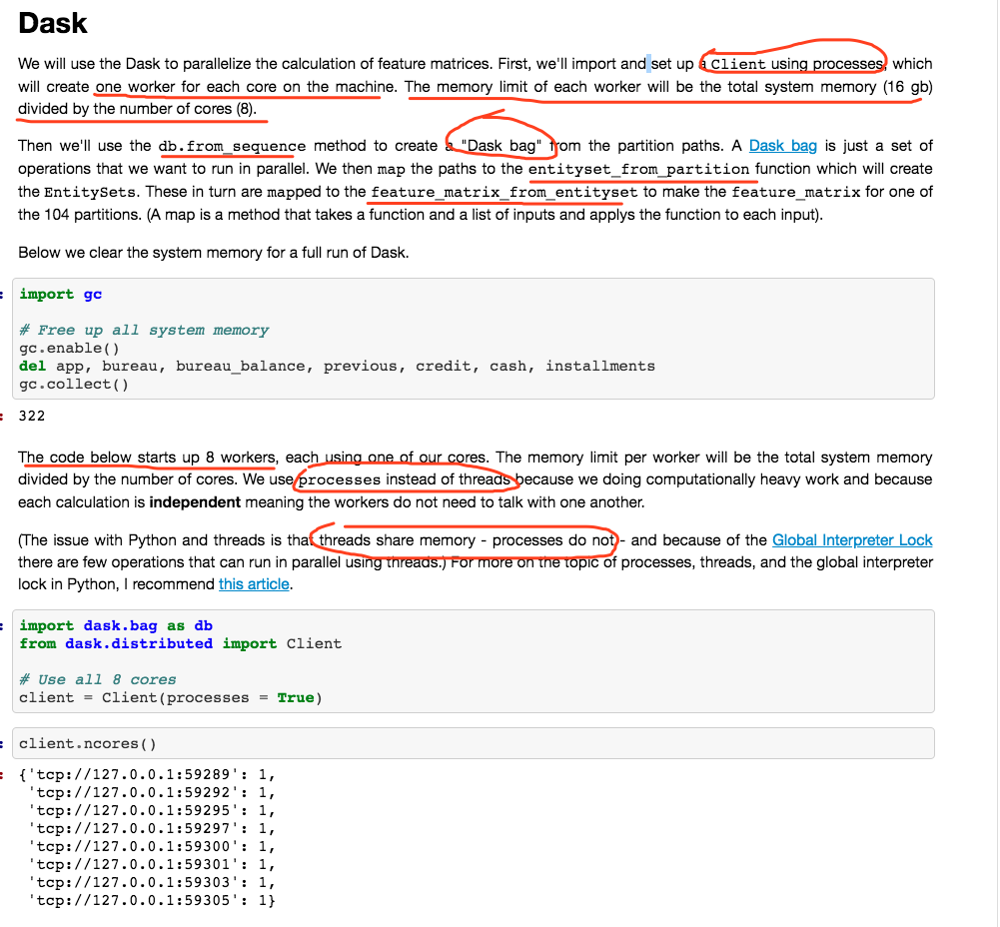 Dask
We will use the Dask to parallelize the calculation of feature matrices. First, we'll import and set up a Client using processes, which
will create one worker for each core on the machine. The memory limit of each worker will be the total system memory (16 gb)
divided by the number of cores (8).
Then we'll use the db.from_sequence method to create a "Dask bag" from the partition paths. A Dask bag is just a set of
operations that we want to run in parallel. We then map the paths to the entityset_from_partition function which will create
the EntitySets. These in turn are mapped to the feature_matrix_from_entityset to make the feature_matrix for one of
the 104 partitions. (A map is a method that takes a function and a list of inputs and applys the function to each input).
Below we clear the system memory for a full run of Dask.
: import gc
# Free up all system memory
gc.enable()
del app, bureau, bureau_balance, previous, credit, cash, installments
gc.collect()
: 322
The code below starts up 8 workers, each using one of our cores. The memory limit per worker will be the total system memory
divided by the number of cores. We use processes instead of threads because we doing computationally heavy work and because
each calculation is independent meaning the workers do not need to talk with one another.
(The issue with Python and threads is that threads share memory - processes do not - and because of the Global Interpreter Lock
there are few operations that can run in parallel using threads.) For more on the topic of processes, threads, and the global interpreter
lock in Python, I recommend this article.
: import dask.bag as db
from dask.distributed import Client
# Use all 8 cores
client = Client(processes = True)
: client.ncores()
: {'tcp://127.0.0.1:59289': 1,
'tcp://127.0.0.1:59292': 1,
'tcp://127.0.0.1:59295': 1,
'tcp://127.0.0.1:59297': 1,
'tcp://127.0.0.1:59300': 1,
'tcp://127.0.0.1:59301': 1,
'tcp://127.0.0.1:59303': 1,
'tcp://127.0.0.1:59305': 1}